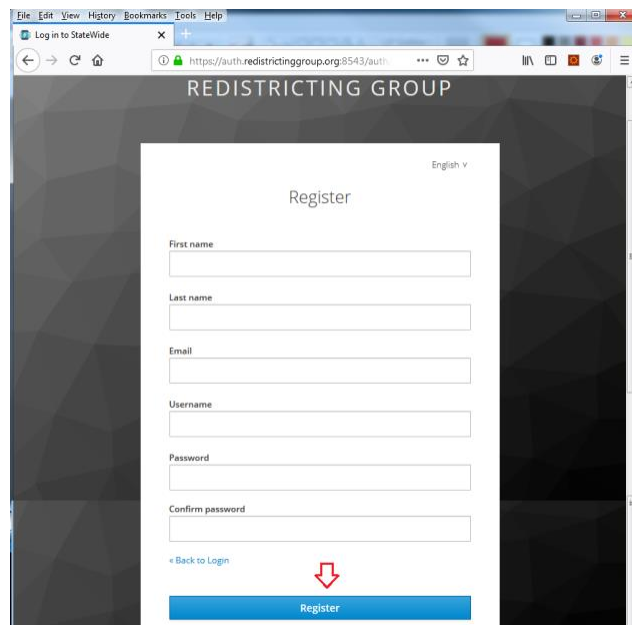 File Edit View History Bookmarks Tools Help
Log in to StateWide
https://auth.redistrictinggroup.org:8543/auth
REDISTRICTING GROUP
English
Register
First name
Last name
Email
Username
Password
Confirm password
« Back to Login
Register